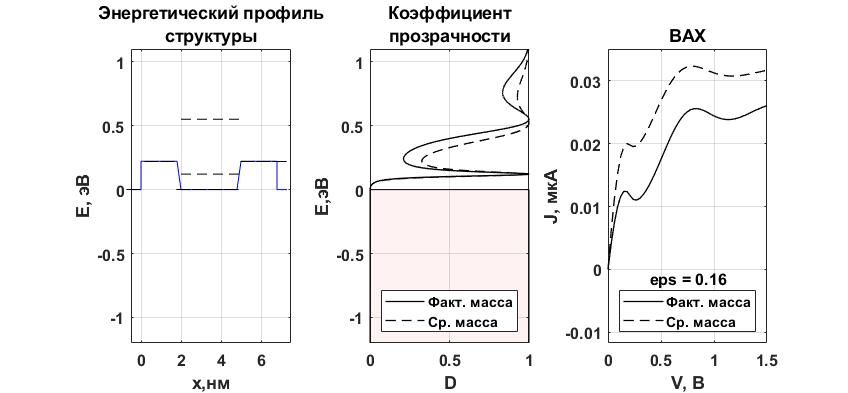 Энергетический профиль
структуры
Коэффициент
прозрачности
ВАХ
E, эВ
1
0.5
0
-0.5
-1
0
2
4
6
x,нм
E,эВ
1
0.5
0
-0.5
-1
Факт. масса
Ср. масса
0
0.5
1
D
J, мкА
0.03
0.02
0.01
0
-0.01
eps = 0.16
Факт. масса
Ср. масса
0
0.5
1
1.5
V, В